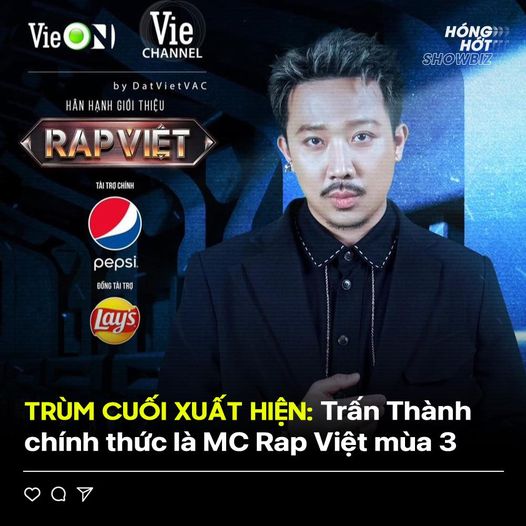 VieON
Vie
CHANNEL
by DatVietVAC
HÂN HẠNH GIỚI THIỆU
RAP VIỆT
TÀI TRỢ CHÍNH
pepsi
ĐỒNG TÀI TRỢ
Lay's
HÓNG
HỚT
SHOWBIZ
TRÙM CUỐI XUẤT HIỆN: Trấn Thành
chính thức là MC Rap Việt mùa 3